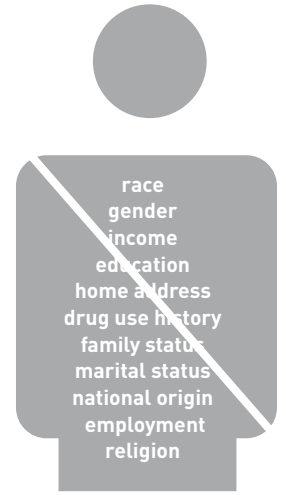 race
gender
income
education
home address
drug use history
family status
marital status
national origin
employment
religion